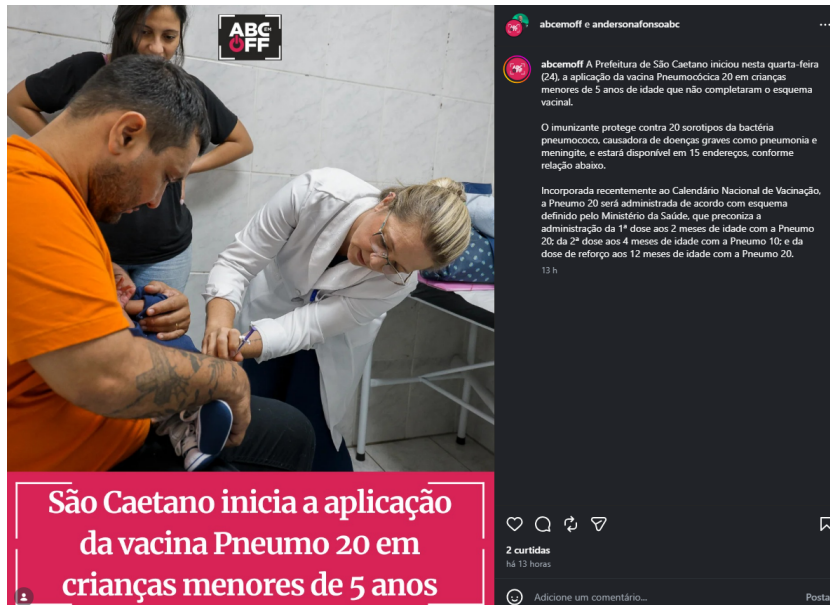 ABC EM
OFF
São Caetano inicia a aplicação
da vacina Pneumo 20 em
crianças menores de 5 anos
abcemoff e andersonafonsoabc
abcemoff A Prefeitura de São Caetano iniciou nesta quarta-feira
(24), a aplicação da vacina Pneumocócica 20 em crianças
menores de 5 anos de idade que não completaram o esquema
vacinal.
O imunizante protege contra 20 sorotipos da bactéria
pneumococo, causadora de doenças graves como pneumonia e
meningite, e estará disponível em 15 endereços, conforme
relação abaixo.
Incorporada recentemente ao Calendário Nacional de Vacinação,
a Pneumo 20 será administrada de acordo com esquema
definido pelo Ministério da Saúde, que preconiza a
administração da 1ª dose aos 2 meses de idade com a Pneumo
20; da 2ª dose aos 4 meses de idade com a Pneumo 10; e da
dose de reforço aos 12 meses de idade com a Pneumo 20.
13 h
2 curtidas
há 13 horas
Adicione um comentário...
Posta